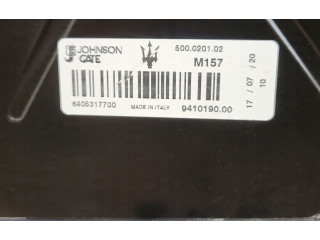 JOHNSON
GATE
500.0201.02
M157
6405317700
MADE IN ITALY
9410190.00
17 / 07 / 20
10